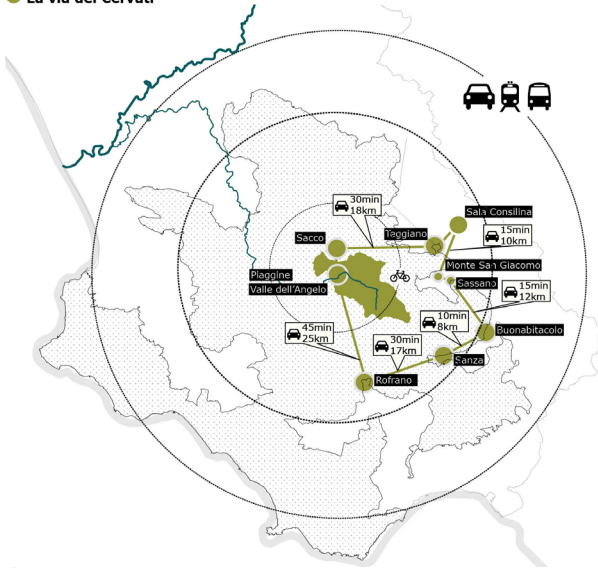 La via dei Cervati
30min
18km
Sala Consilina
Sacco
Taggiano
15min
10km
Monte San Giacomo
Piaggine
Valle dell'Angelo
Sassano
15min
12km
10min
8km
Buonabitacolo
45min
25km
30min
17km
Sanza
Rofrano